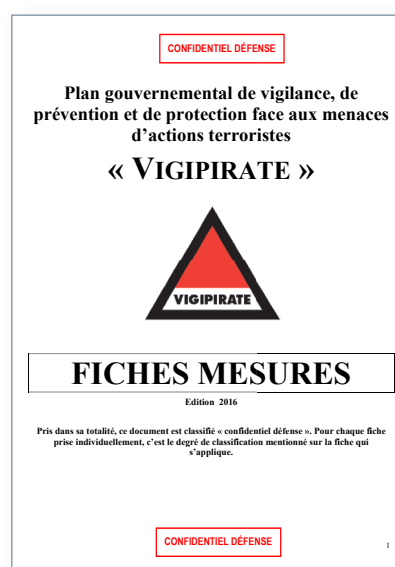 CONFIDENTIEL DÉFENSE
Plan gouvernemental de vigilance, de
prévention et de protection face aux menaces
d’actions terroristes
« VIGIPIRATE »
VIGIPIRATE
FICHES MESURES
Edition 2016
Pris dans sa totalité, ce document est classifié « confidentiel défense ». Pour chaque fiche
prise individuellement, c’est le degré de classification mentionné sur la fiche qui
s’applique.
CONFIDENTIEL DÉFENSE
1